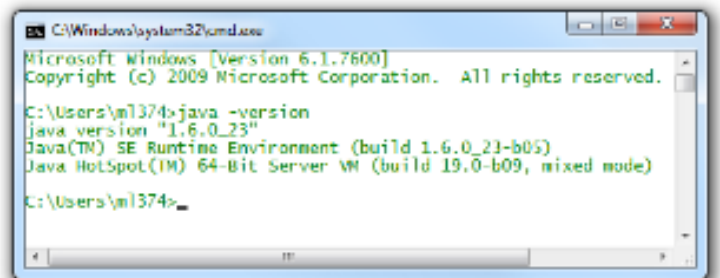 C:\Windows\system32\cmd.exe
Microsoft Windows [Version 6.1.7600]
Copyright (c) 2009 Microsoft Corporation.  All rights reserved.
C:\Users\ml374>java -version
java version "1.6.0_23"
Java(TM) SE Runtime Environment (build 1.6.0_23-b05)
Java HotSpot(TM) 64-Bit Server VM (build 19.0-b09, mixed mode)
C:\Users\ml374>_